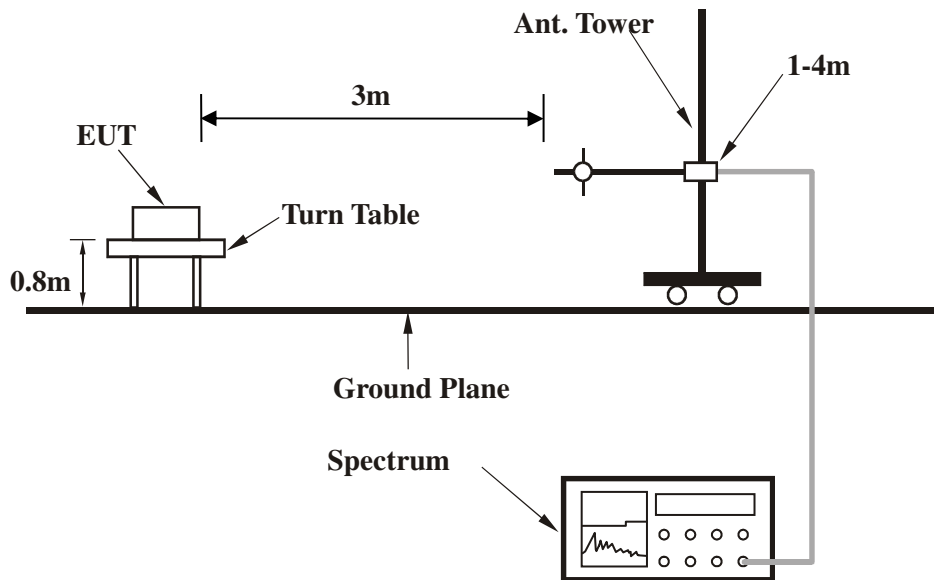 Ant. Tower
1-4m
3m
EUT
Turn Table
0.8m
Ground Plane
Spectrum